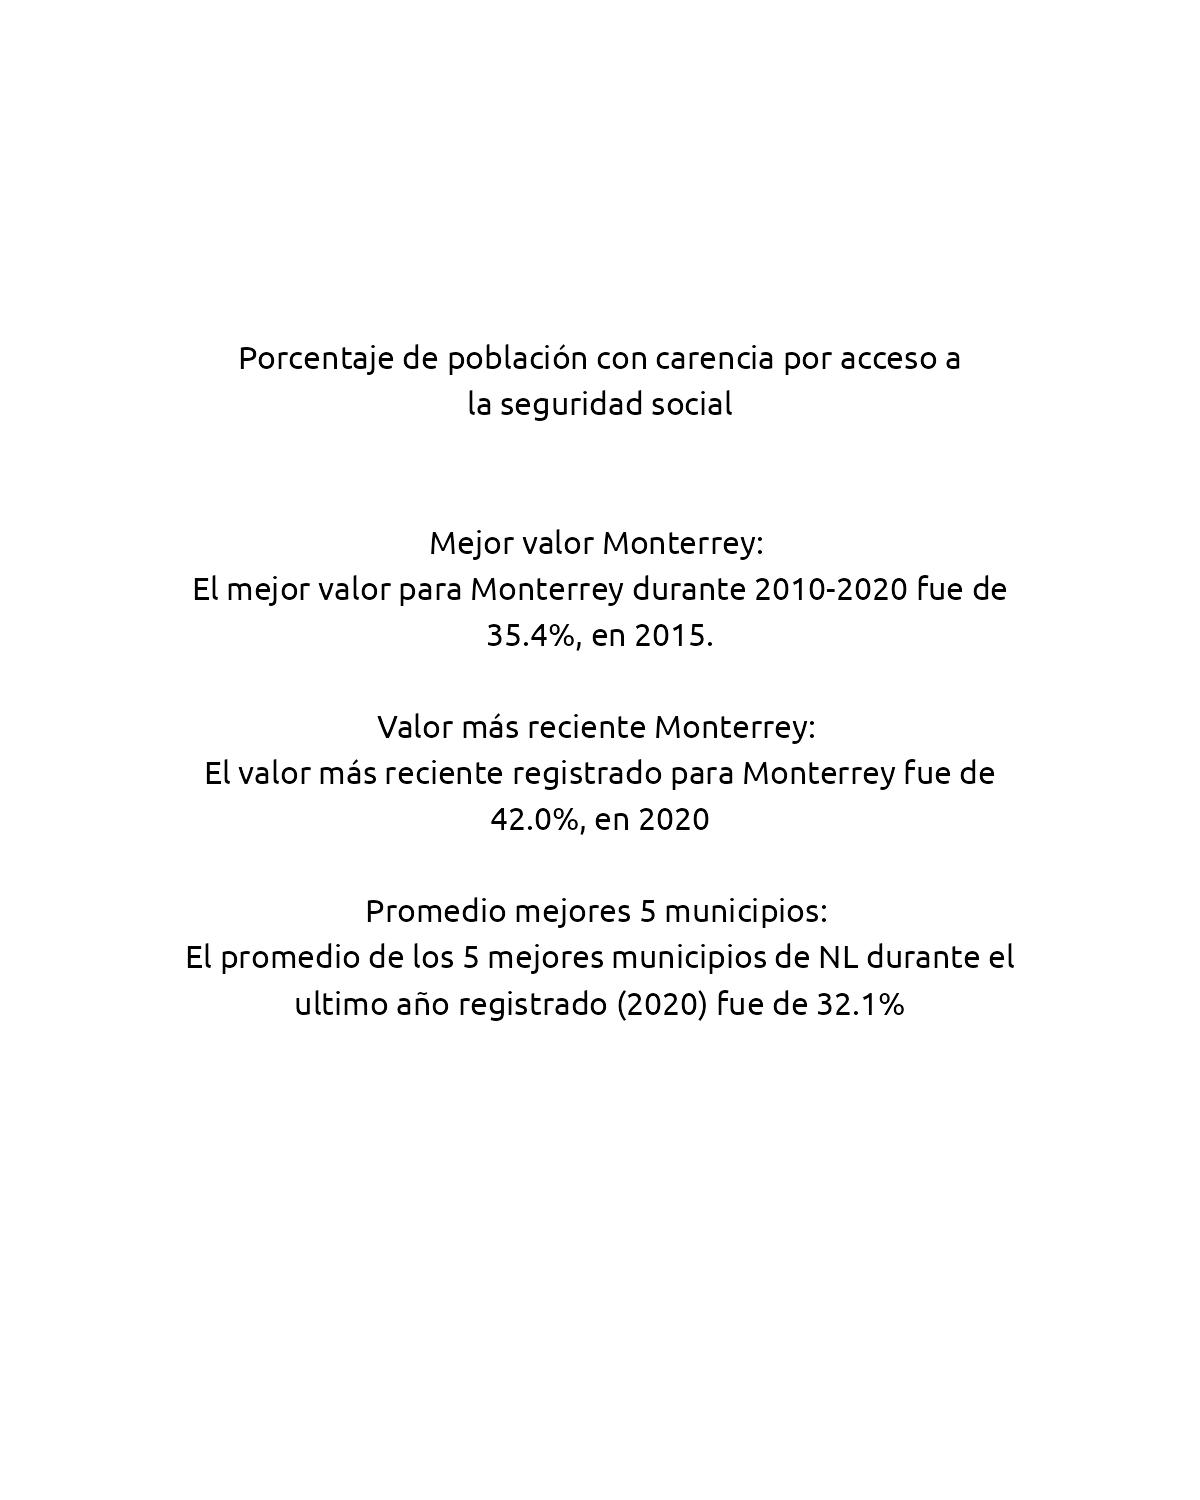 Porcentaje de población con carencia por acceso a
la seguridad social
Mejor valor Monterrey:
El mejor valor para Monterrey durante 2010-2020 fue de
35.4%, en 2015.
Valor más reciente Monterrey:
El valor más reciente registrado para Monterrey fue de
42.0%, en 2020
Promedio mejores 5 municipios:
El promedio de los 5 mejores municipios de NL durante el
ultimo año registrado (2020) fue de 32.1%